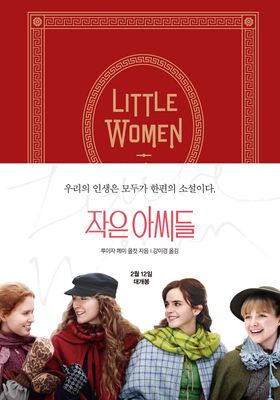 LITTLE
WOMEN
우리의 인생은 모두가 한편의 소설이다.
작은 아씨들
루이자 메이 올컷 지음 | 강미경 옮김
2월 12일
대개봉